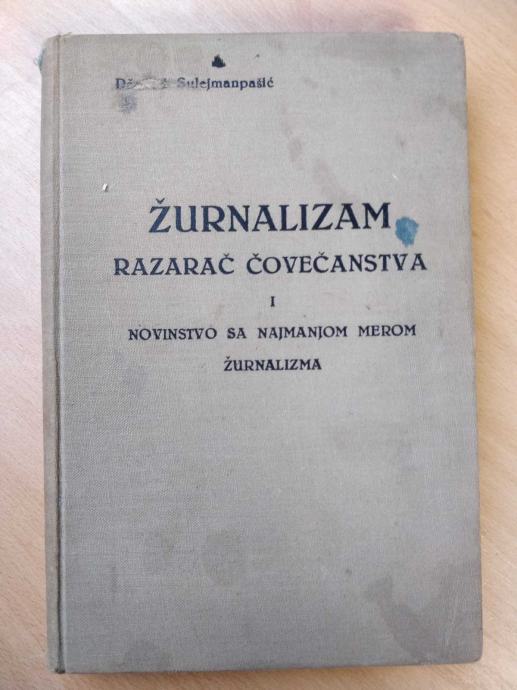 Sulejmanpašić
ŽURNALIZAM
RAZARAČ ČOVEČANSTVA
I
NOVINSTVO SA NAJMANJOM MEROM
ŽURNALIZMA